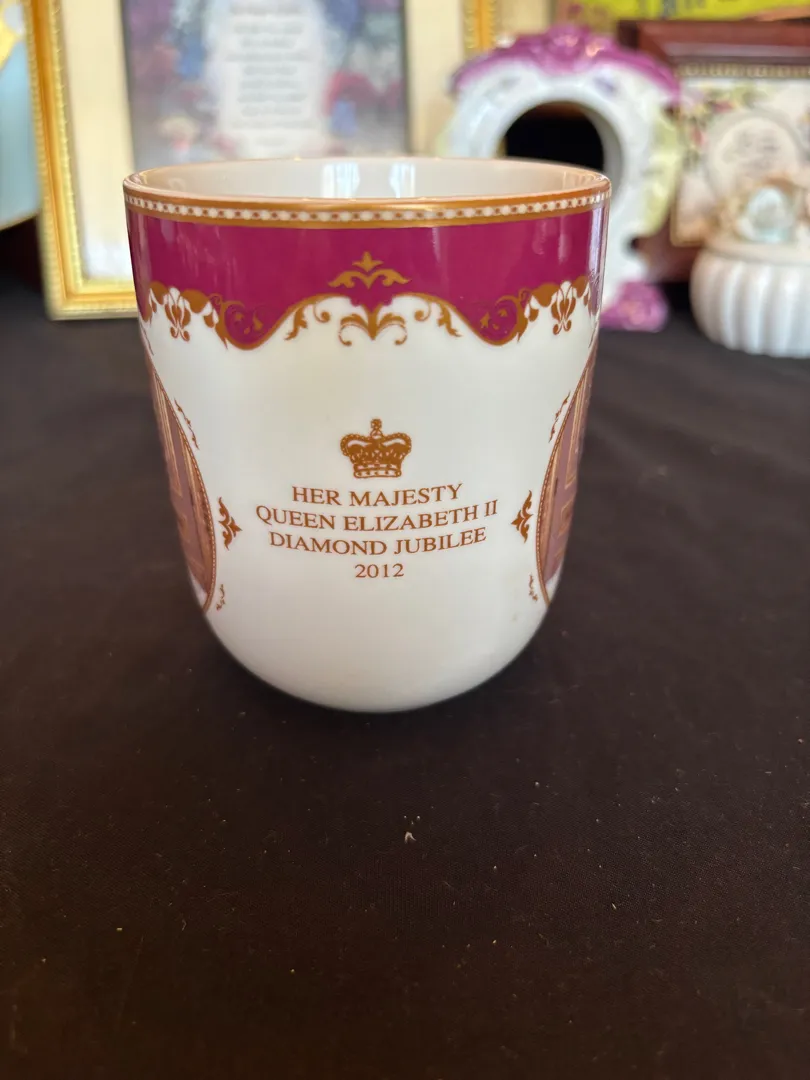 HER MAJESTY
QUEEN ELIZABETH II
DIAMOND JUBILEE
2012